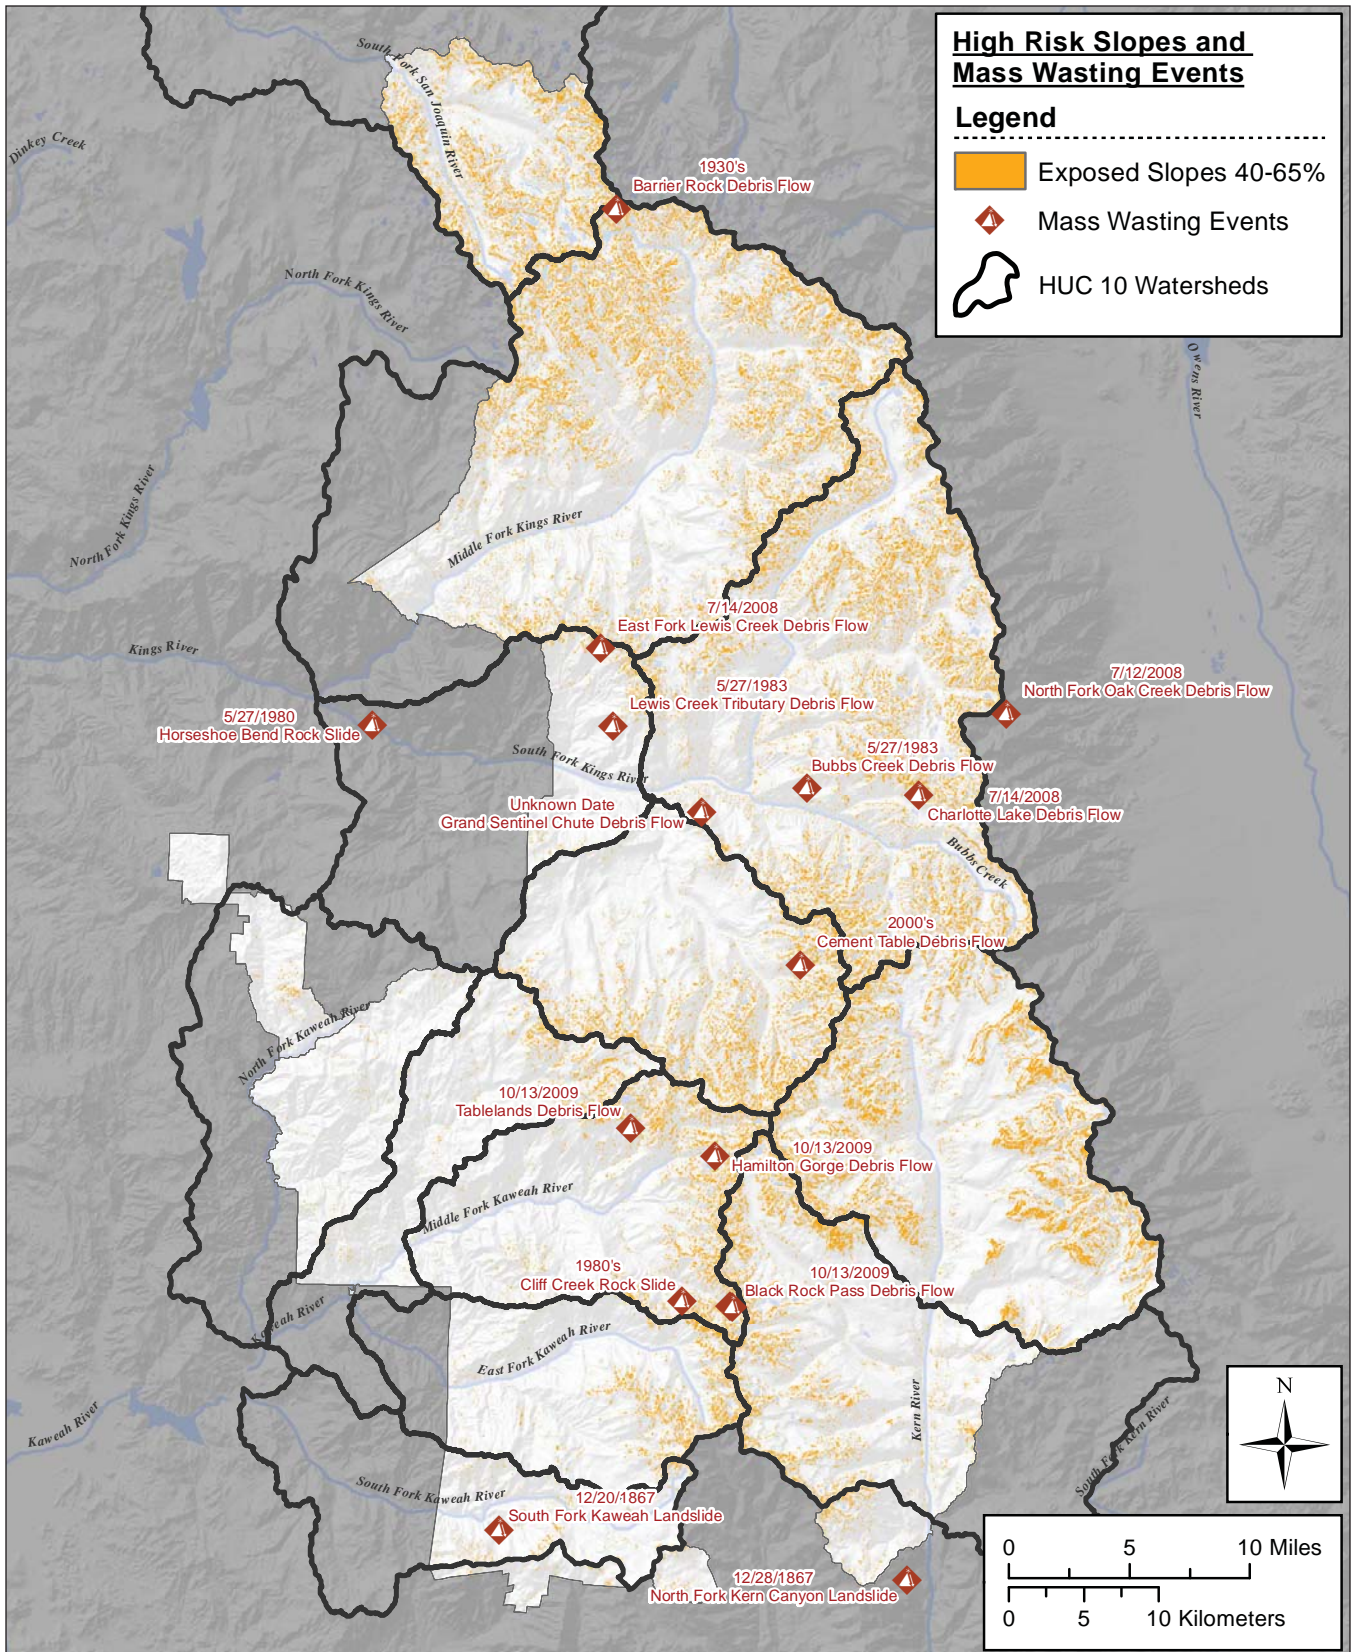 High Risk Slopes and
Mass Wasting Events
Legend
Exposed Slopes 40-65%
Mass Wasting Events
HUC 10 Watersheds
South Fork San Joaquin River
Dinkey Creek
1930's
Barrier Rock Debris Flow
North Fork Kings River
Owens River
North Fork Kings River
Middle Fork Kings River
7/14/2008
East Fork Lewis Creek Debris Flow
Kings River
7/12/2008
North Fork Oak Creek Debris Flow
5/27/1983
Lewis Creek Tributary Debris Flow
5/27/1980
Horseshoe Bend Rock Slide
South Fork Kings River
5/27/1983
Bubbs Creek Debris Flow
Unknown Date
Grand Sentinel Chute Debris Flow
7/14/2008
Charlotte Lake Debris Flow
Bubbs Creek
2000's
Cement Table Debris Flow
North Fork Kaweah River
10/13/2009
Tablelands Debris Flow
10/13/2009
Hamilton Gorge Debris Flow
Middle Fork Kaweah River
1980's
Cliff Creek Rock Slide
10/13/2009
Black Rock Pass Debris Flow
Kaweah River
East Fork Kaweah River
Kern River
Kaweah River
South Fork Kern River
South Fork Kaweah River
12/20/1867
South Fork Kaweah Landslide
12/28/1867
North Fork Kern Canyon Landslide
N
0 5 10 Miles
0 5 10 Kilometers